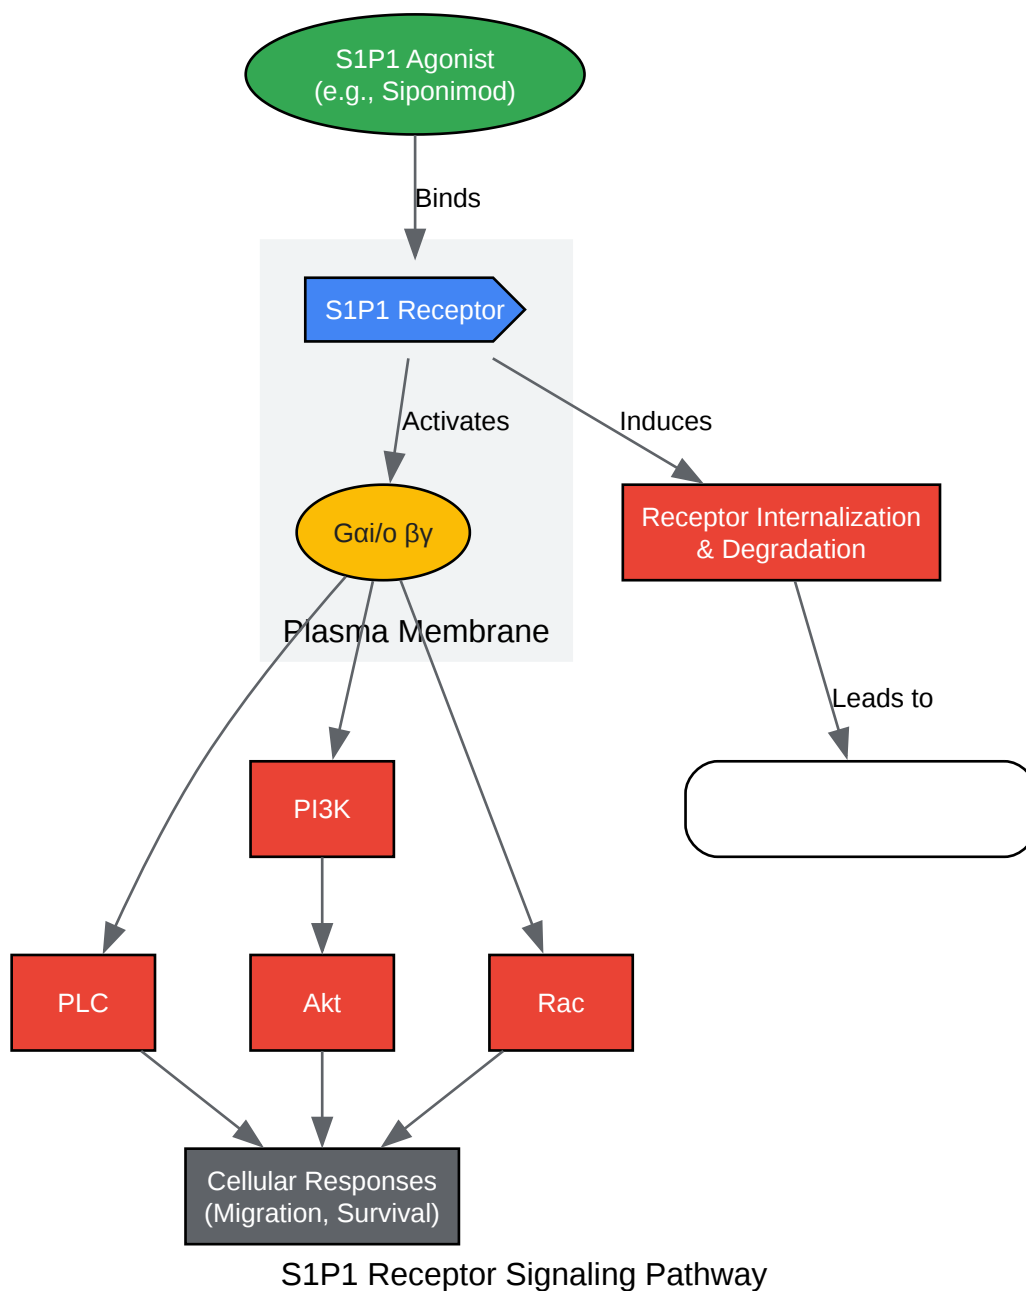 S1P1 Agonist
(e.g., Siponimod)
Binds
S1P1 Receptor
Activates
Induces
Gαi/o βγ
Receptor Internalization
& Degradation
Plasma Membrane
Leads to
PI3K
PLC
Akt
Rac
Cellular Responses
(Migration, Survival)
S1P1 Receptor Signaling Pathway